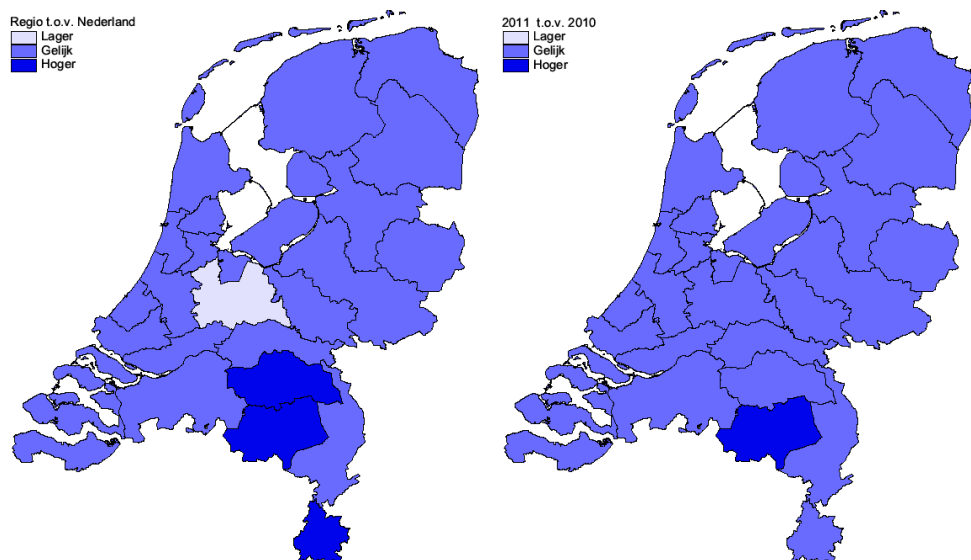 Regio t.o.v. Nederland
Lager
Gelijk
Hoger
2011 t.o.v. 2010
Lager
Gelijk
Hoger